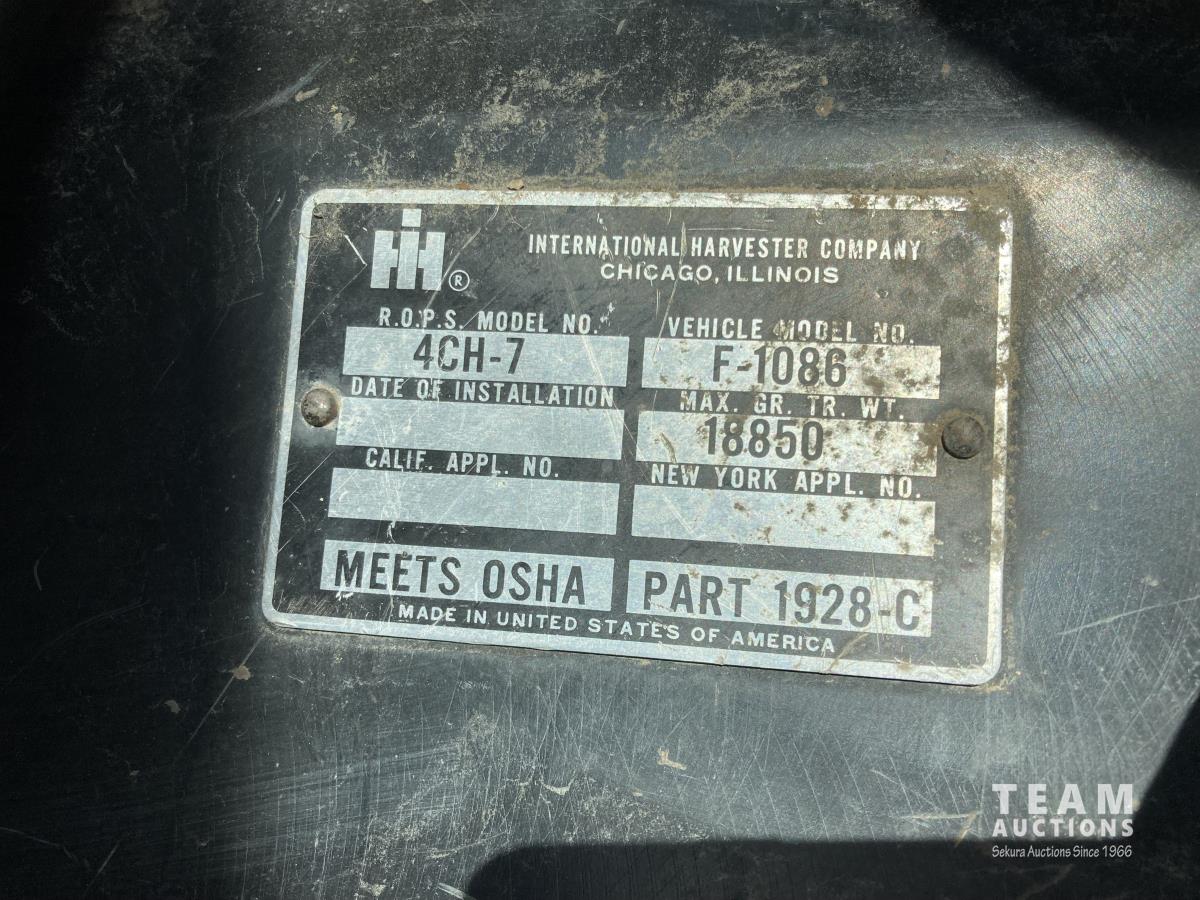 IH ®
INTERNATIONAL HARVESTER COMPANY
CHICAGO, ILLINOIS
R.O.P.S. MODEL NO.
4CH-7
VEHICLE MODEL NO.
F-1086
DATE OF INSTALLATION
MAX. GR. TR. WT.
18850
CALIF. APPL. NO.
NEW YORK APPL. NO.
MEETS OSHA
PART 1928-C
MADE IN UNITED STATES OF AMERICA
TEAM
AUCTIONS
Sekura Auctions Since 1966